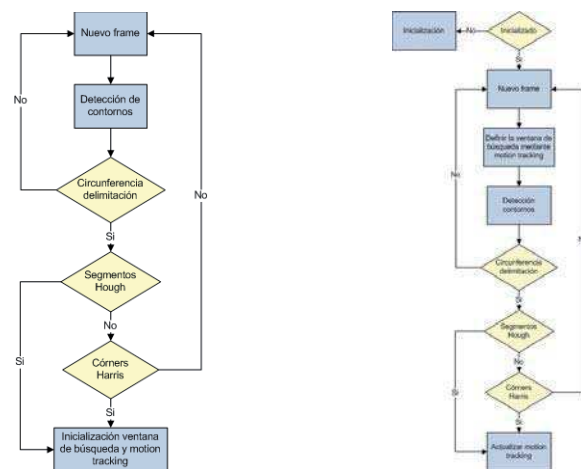 Nuevo frame
No
Detección de
contornos
Circunferencia
delimitación
No
Si
Segmentos
Hough
Si
No
Córners
Harris
Si
Inicialización ventana
de búsqueda y motion
tracking
Inicialización
No
Inicializado
Si
Nuevo frame
Definir la ventana de
búsqueda mediante
motion tracking
No
Detección
contornos
Circunferencia
delimitación
Si
Segmentos
Hough
Si
No
Córners
Harris
Si
Actualizar motion
tracking